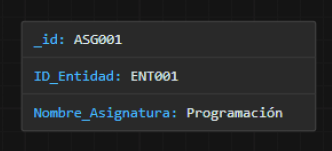 _id: ASG001
ID_Entidad: ENT001
Nombre_Asignatura: Programación